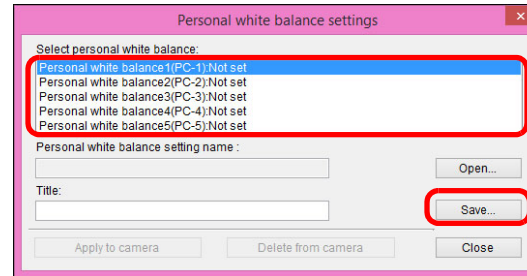 Personal white balance settings
Select personal white balance:
Personal white balance1(PC-1):Not set
Personal white balance2(PC-2):Not set
Personal white balance3(PC-3):Not set
Personal white balance4(PC-4):Not set
Personal white balance5(PC-5):Not set
Personal white balance setting name :
Open...
Title:
Save...
Apply to camera
Delete from camera
Close